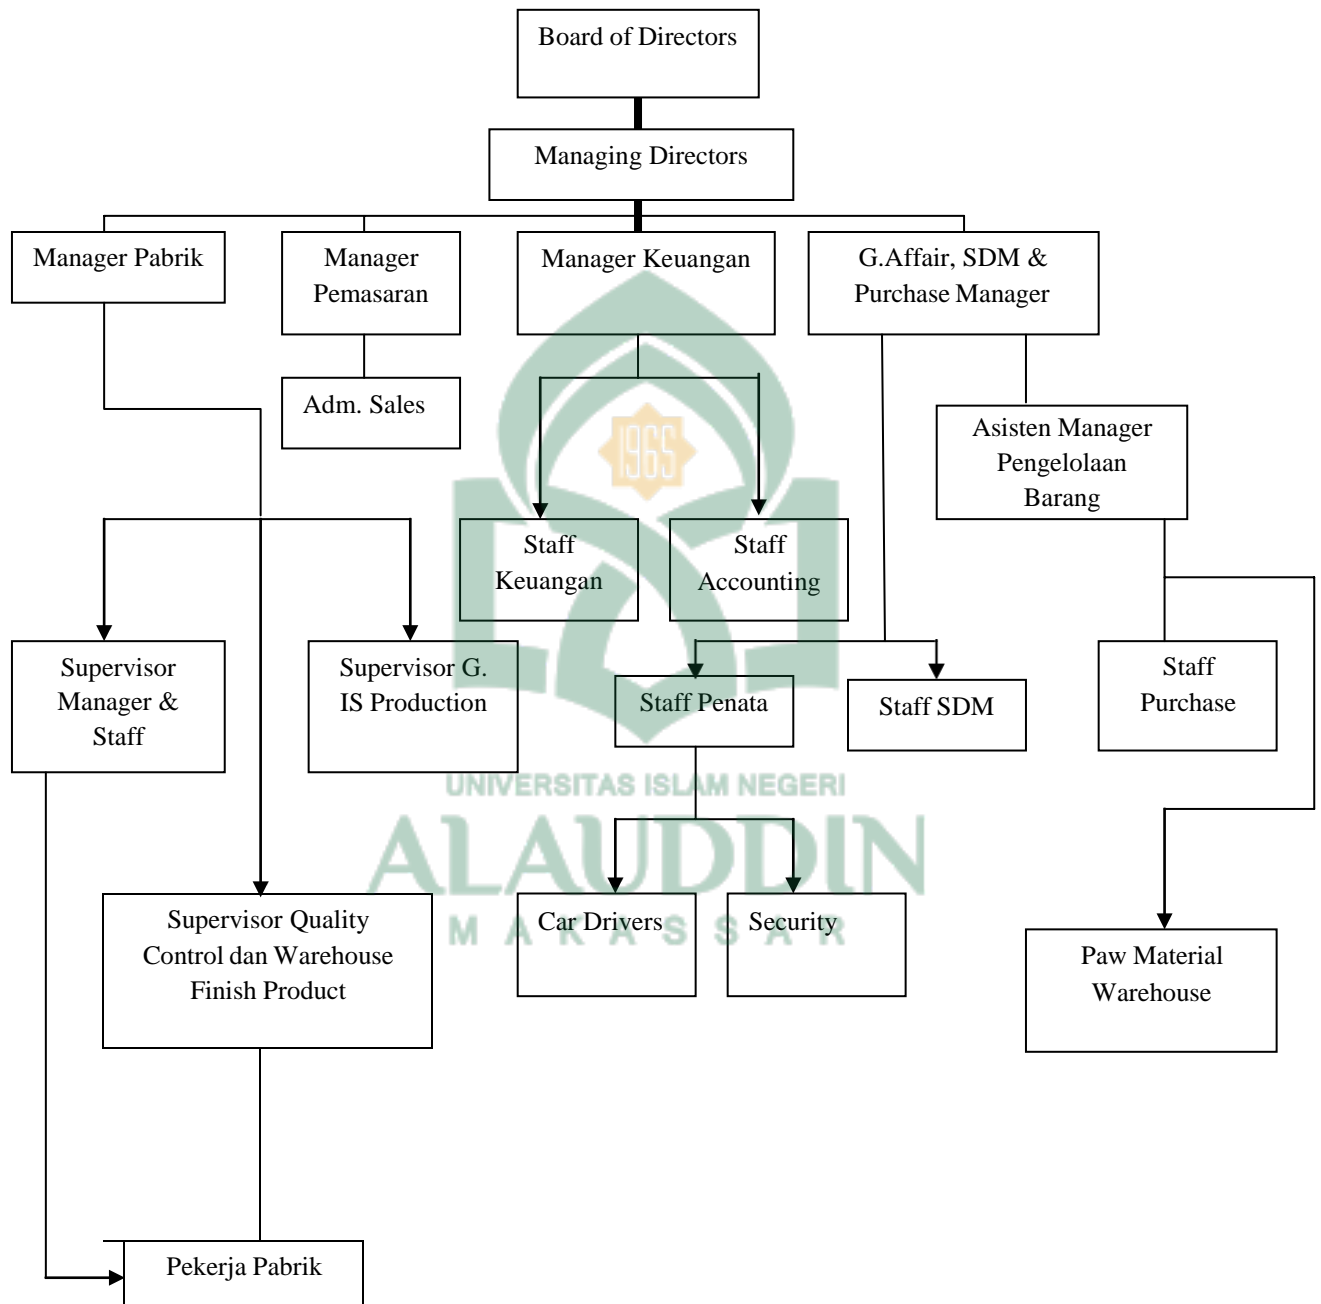 Board of Directors
Managing Directors
Manager Pabrik
Manager
Pemasaran
Manager Keuangan
G.Affair, SDM &
Purchase Manager
Adm. Sales
Asisten Manager
Pengelolaan
Barang
1965
Staff
Keuangan
Staff
Accounting
Supervisor
Manager &
Staff
Supervisor G.
IS Production
Staff Penata
Staff SDM
Staff
Purchase
UNIVERSITAS ISLAM NEGERI
ALAUDDIN
MAKASSAR
Supervisor Quality
Control dan Warehouse
Finish Product
Car Drivers
Security
Paw Material
Warehouse
Pekerja Pabrik